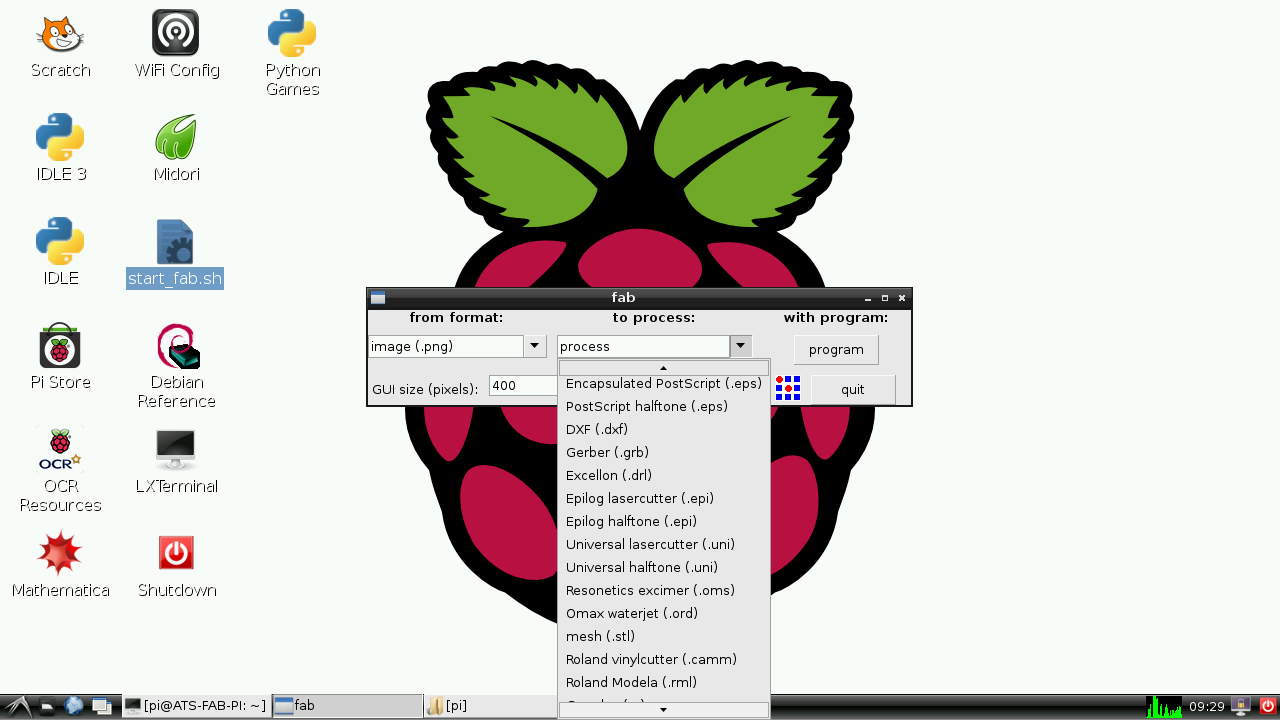 Scratch
WiFi Config
Python
Games
IDLE 3
Midori
IDLE
start_fab.sh
Pi Store
Debian
Reference
OCR
OCR
Resources
LXTerminal
Mathematica
Shutdown
fab
from format:
to process:
with program:
image (.png)
process
program
GUI size (pixels):
400
quit
Encapsulated PostScript (.eps)
PostScript halftone (.eps)
DXF (.dxf)
Gerber (.grb)
Excellon (.drl)
Epilog lasercutter (.epi)
Epilog halftone (.epi)
Universal lasercutter (.uni)
Universal halftone (.uni)
Resonetics excimer (.oms)
Omax waterjet (.ord)
mesh (.stl)
Roland vinylcutter (.camm)
Roland Modela (.rml)
[pi@ATS-FAB-PI: ~]
fab
[pi]
09:29